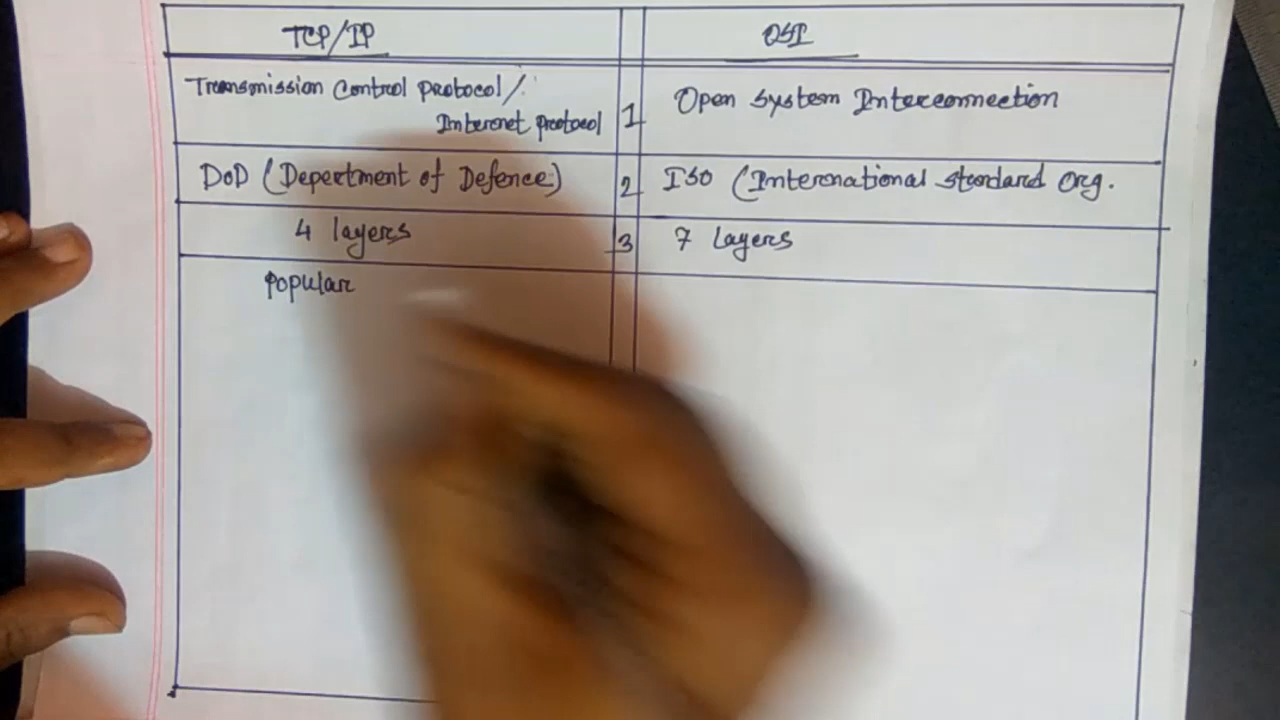 TCP/IP
OSI
Transmission Control protocol/
Internet protocol
1
Open System Interconnection
DoD (Depertment of Defence)
2
ISO (International standard Org.
4 layers
3
7 Layers
Popular